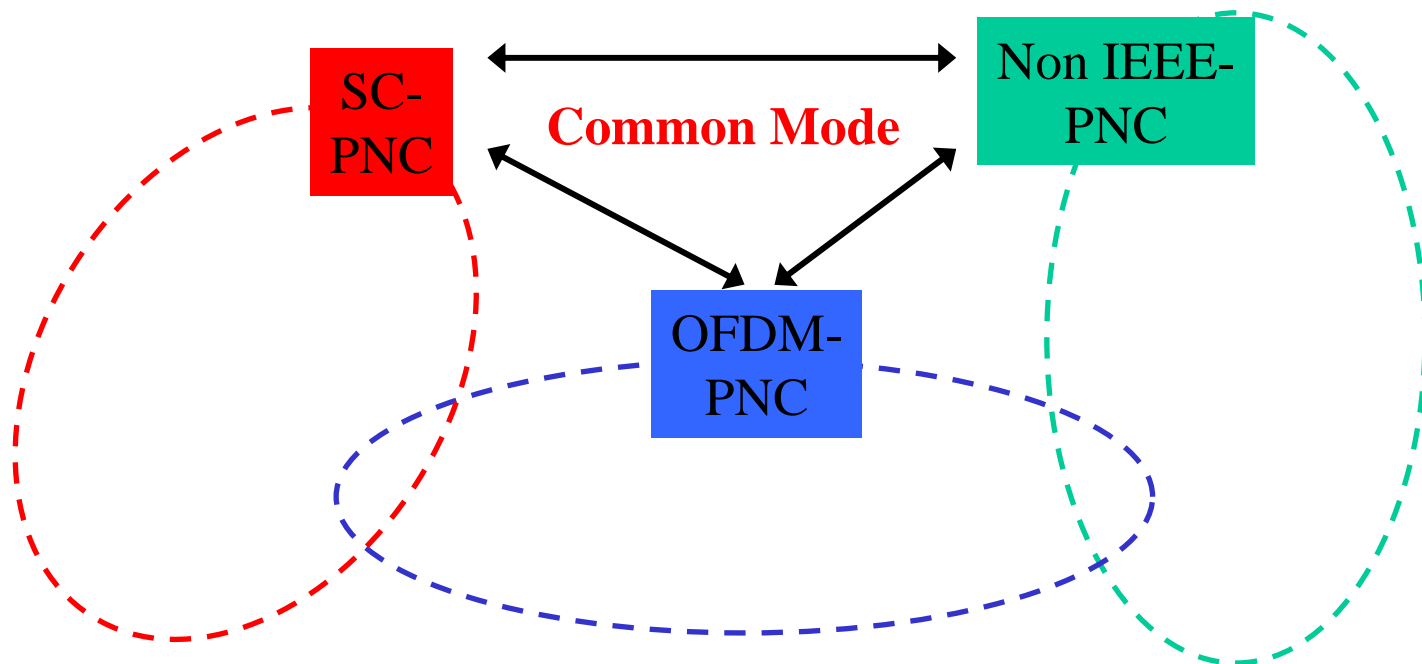 SC-
PNC
Common Mode
Non IEEE-
PNC
OFDM-
PNC